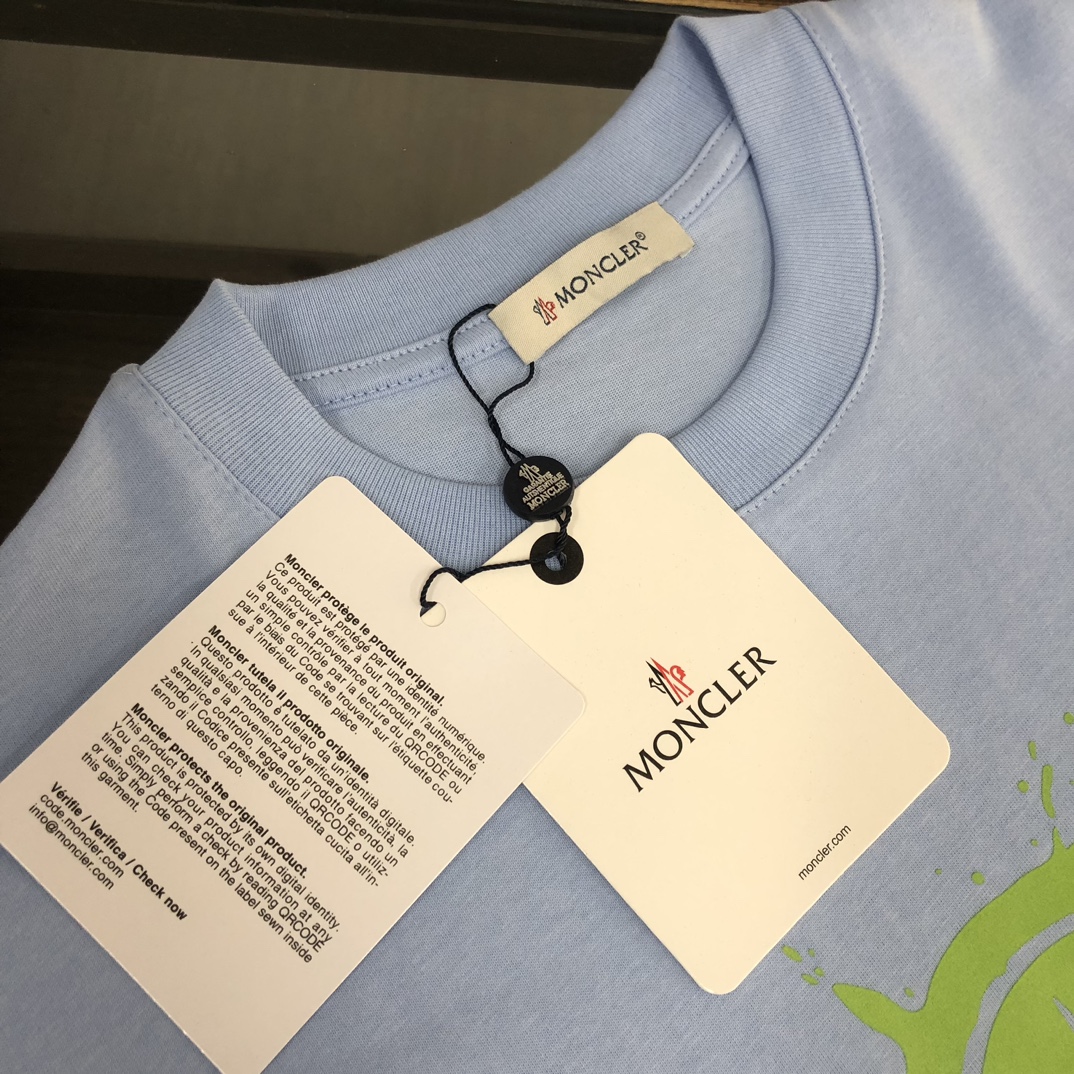 MONCLER®
GARANTIE
AUTHENTIQUE
MONCLER
Moncler protège le produit original.
Ce produit est protégé par une identité numérique.
Vous pouvez vérifier à tout moment l'authenticité,
la qualité et la provenance du produit en effectuant
un simple contrôle par la lecture du QRCODE ou
par le biais du Code se trouvant sur l'étiquette cou-
sue à l'intérieur de cette pièce.
Moncler tutela il prodotto originale.
Questo prodotto è tutelato da un'identità digitale.
In qualsiasi momento può verificare l'autenticità, la
qualità e la provenienza del prodotto facendo un
semplice controllo, leggendo il QRCODE o utiliz-
zando il Codice presente sull'etichetta cucita all'in-
terno di questo capo.
Moncler protects the original product.
This product is protected by its own digital identity.
You can check your product information at any
time. Simply perform a check by reading QRCODE
or using the Code present on the label sewn inside
this garment.
Vérifie / Verifica / Check now
code.moncler.com
info@moncler.com
MONCLER
moncler.com